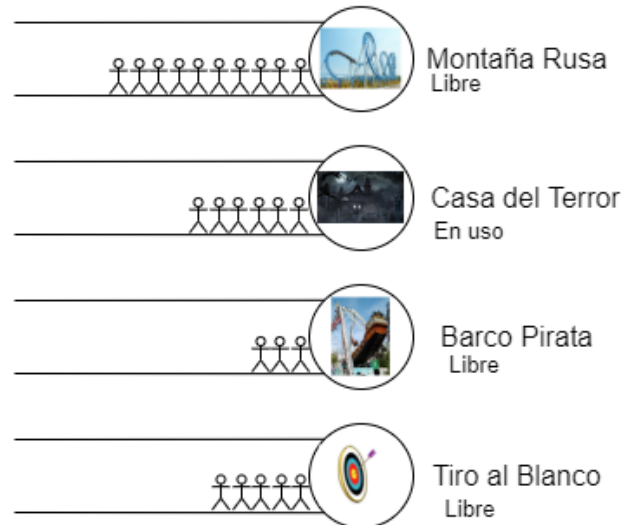 Montaña Rusa
Libre
Casa del Terror
En uso
Barco Pirata
Libre
Tiro al Blanco
Libre